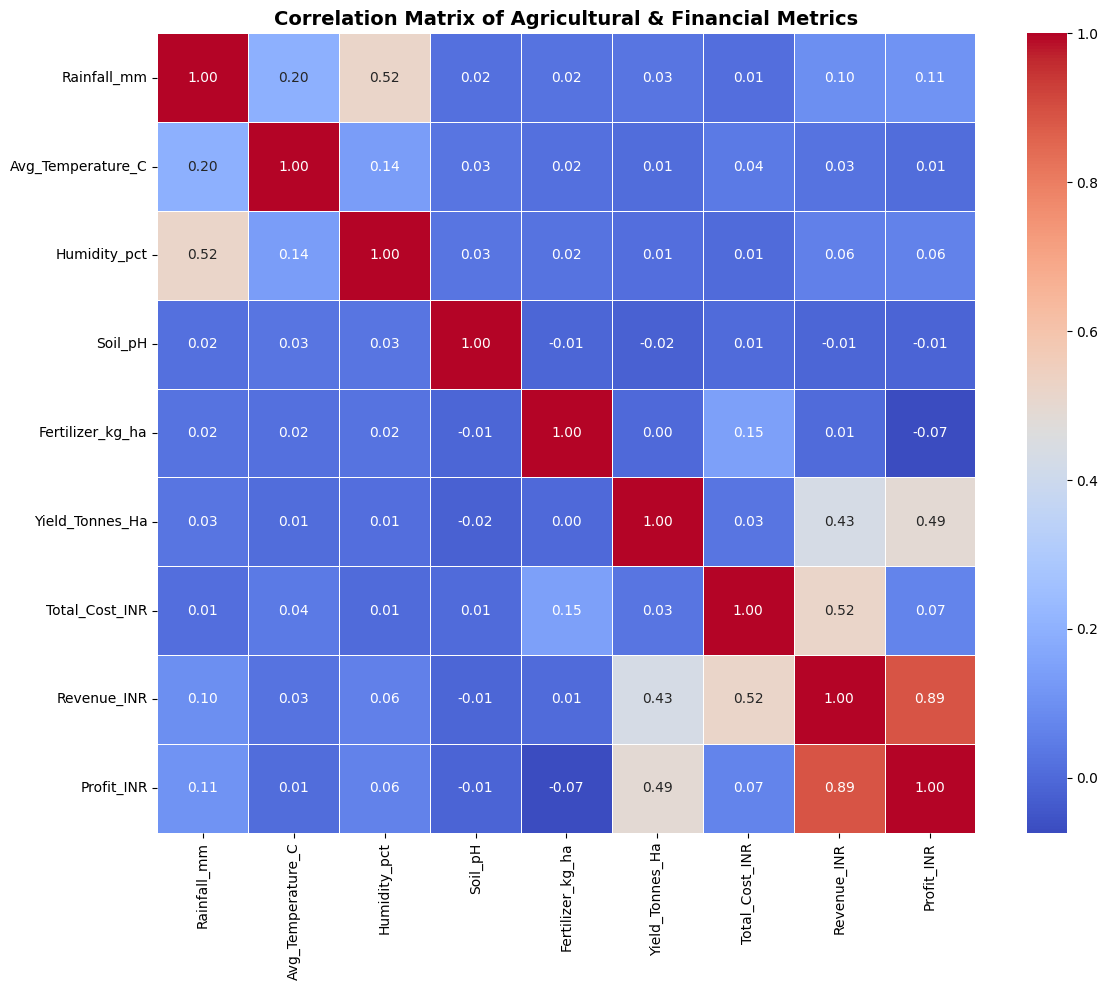 Correlation Matrix of Agricultural & Financial Metrics
Rainfall_mm 1.00 0.20 0.52 0.02 0.02 0.03 0.01 0.10 0.11
Avg_Temperature_C 0.20 1.00 0.14 0.03 0.02 0.01 0.04 0.03 0.01
Humidity_pct 0.52 0.14 1.00 0.03 0.02 0.01 0.01 0.06 0.06
Soil_pH 0.02 0.03 0.03 1.00 -0.01 -0.02 0.01 -0.01 -0.01
Fertilizer_kg_ha 0.02 0.02 0.02 -0.01 1.00 0.00 0.15 0.01 -0.07
Yield_Tonnes_Ha 0.03 0.01 0.01 -0.02 0.00 1.00 0.03 0.43 0.49
Total_Cost_INR 0.01 0.04 0.01 0.01 0.15 0.03 1.00 0.52 0.07
Revenue_INR 0.10 0.03 0.06 -0.01 0.01 0.43 0.52 1.00 0.89
Profit_INR 0.11 0.01 0.06 -0.01 -0.07 0.49 0.07 0.89 1.00
Rainfall_mm
Avg_Temperature_C
Humidity_pct
Soil_pH
Fertilizer_kg_ha
Yield_Tonnes_Ha
Total_Cost_INR
Revenue_INR
Profit_INR
1.0
0.8
0.6
0.4
0.2
0.0